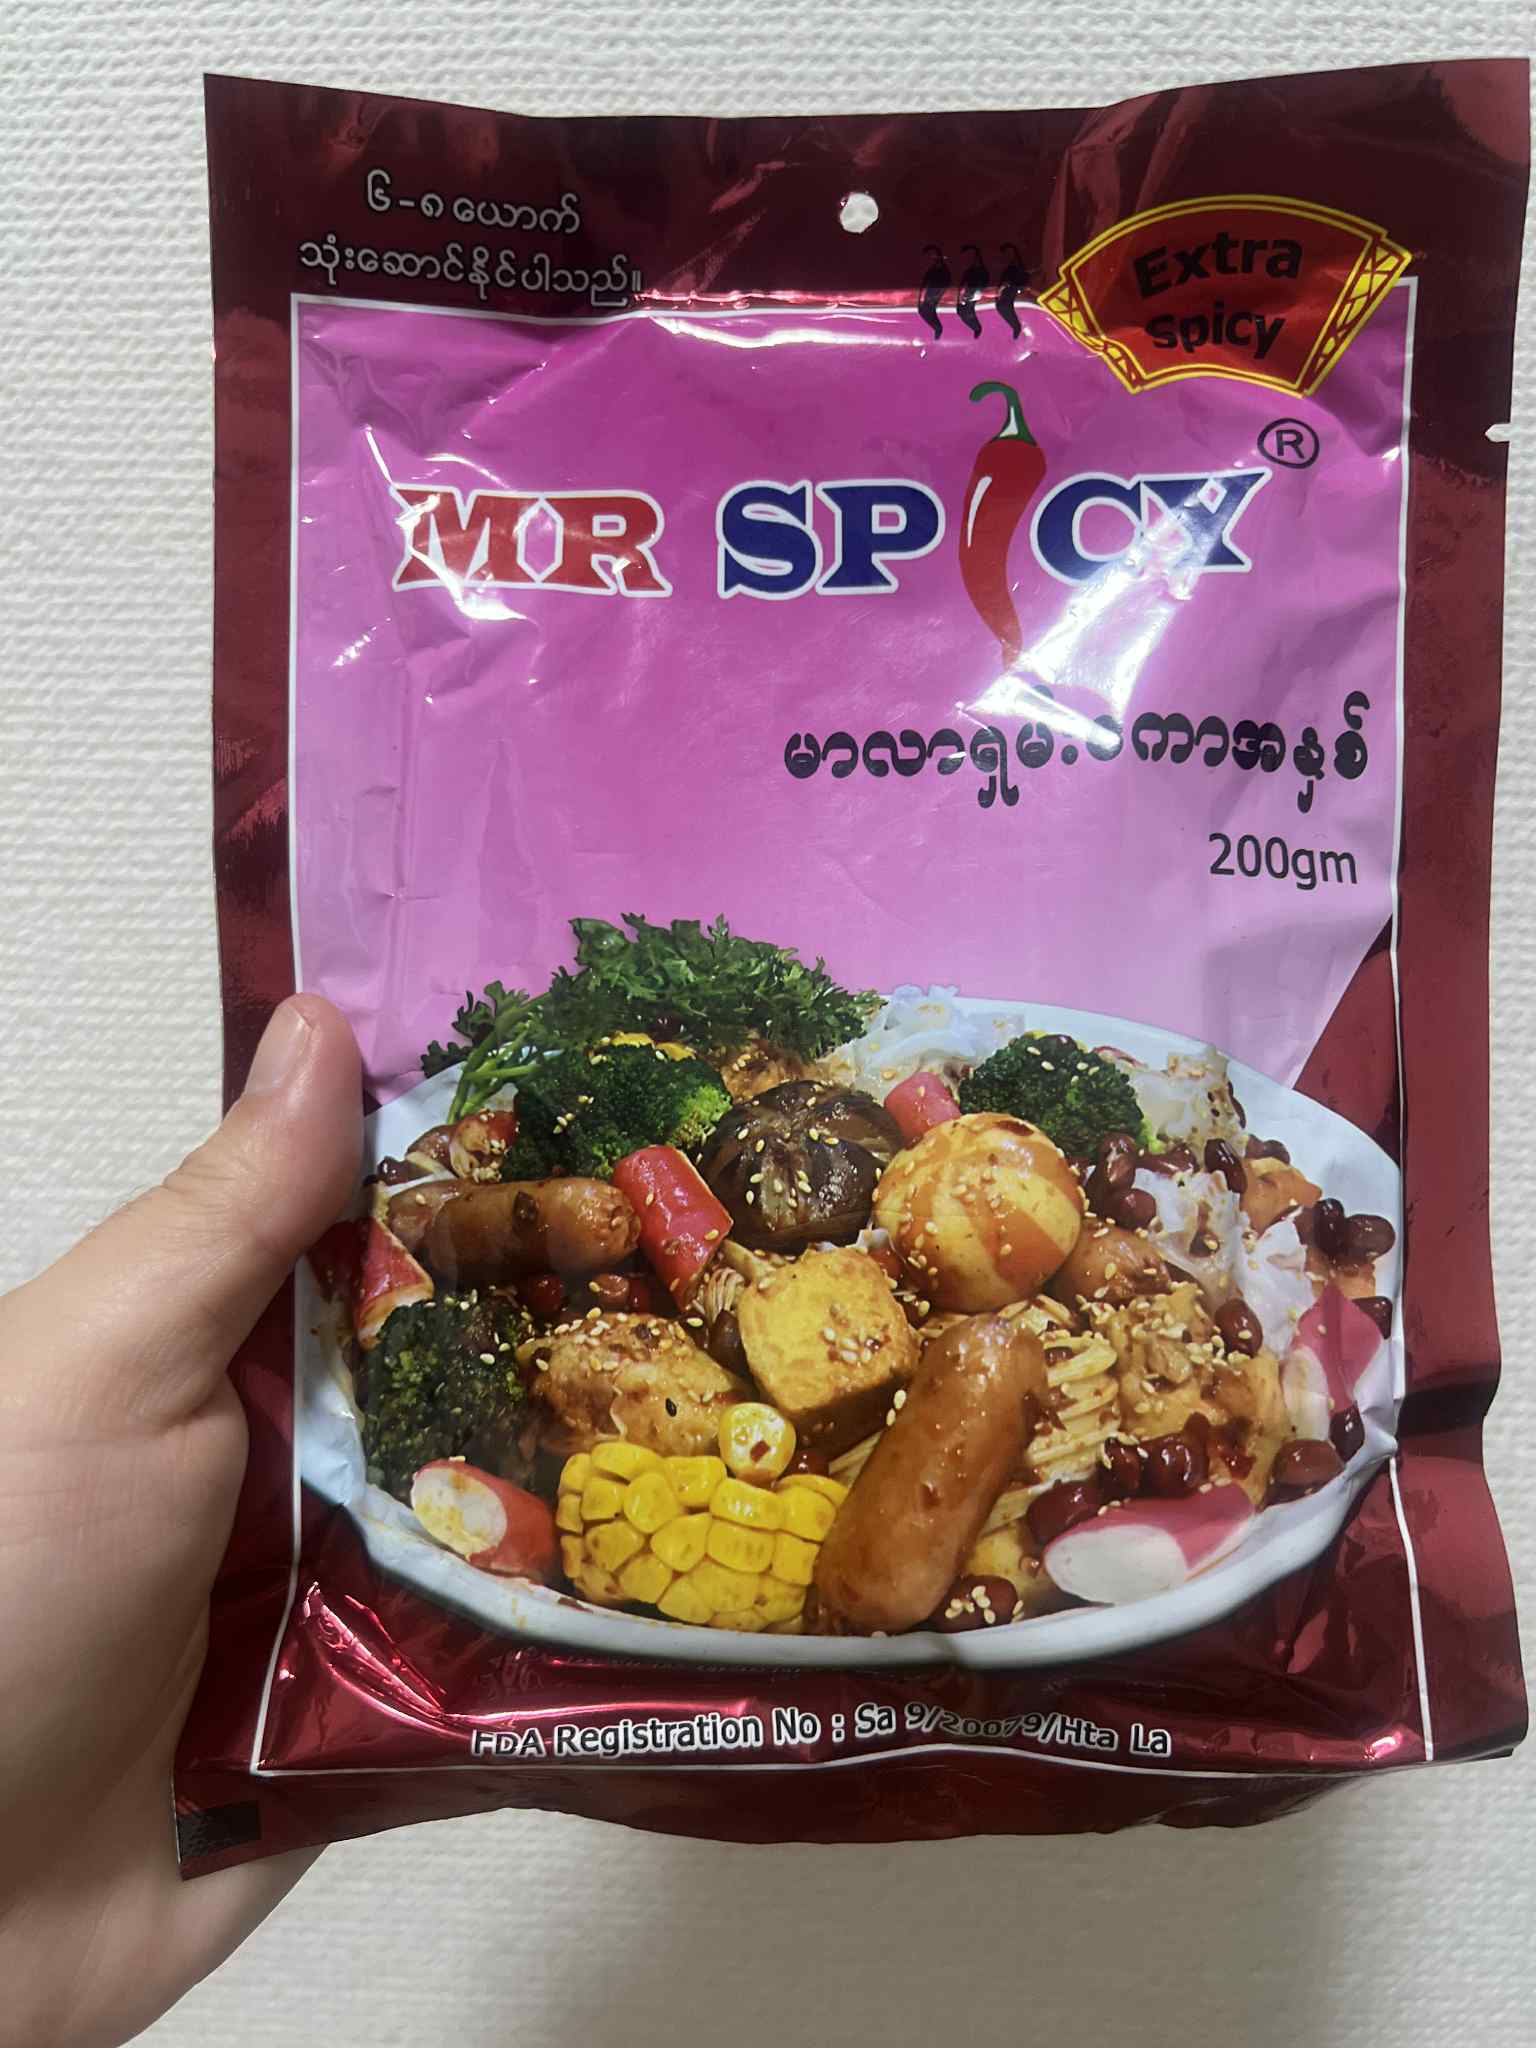 ၆-၈ ယောက်
သုံးဆောင်နိုင်ပါသည်။
Extra
spicy
MR SPICY®
မာလာရှမ်းကောအနှစ်
200gm
FDA Registration No : Sa 9/20079/Hta La